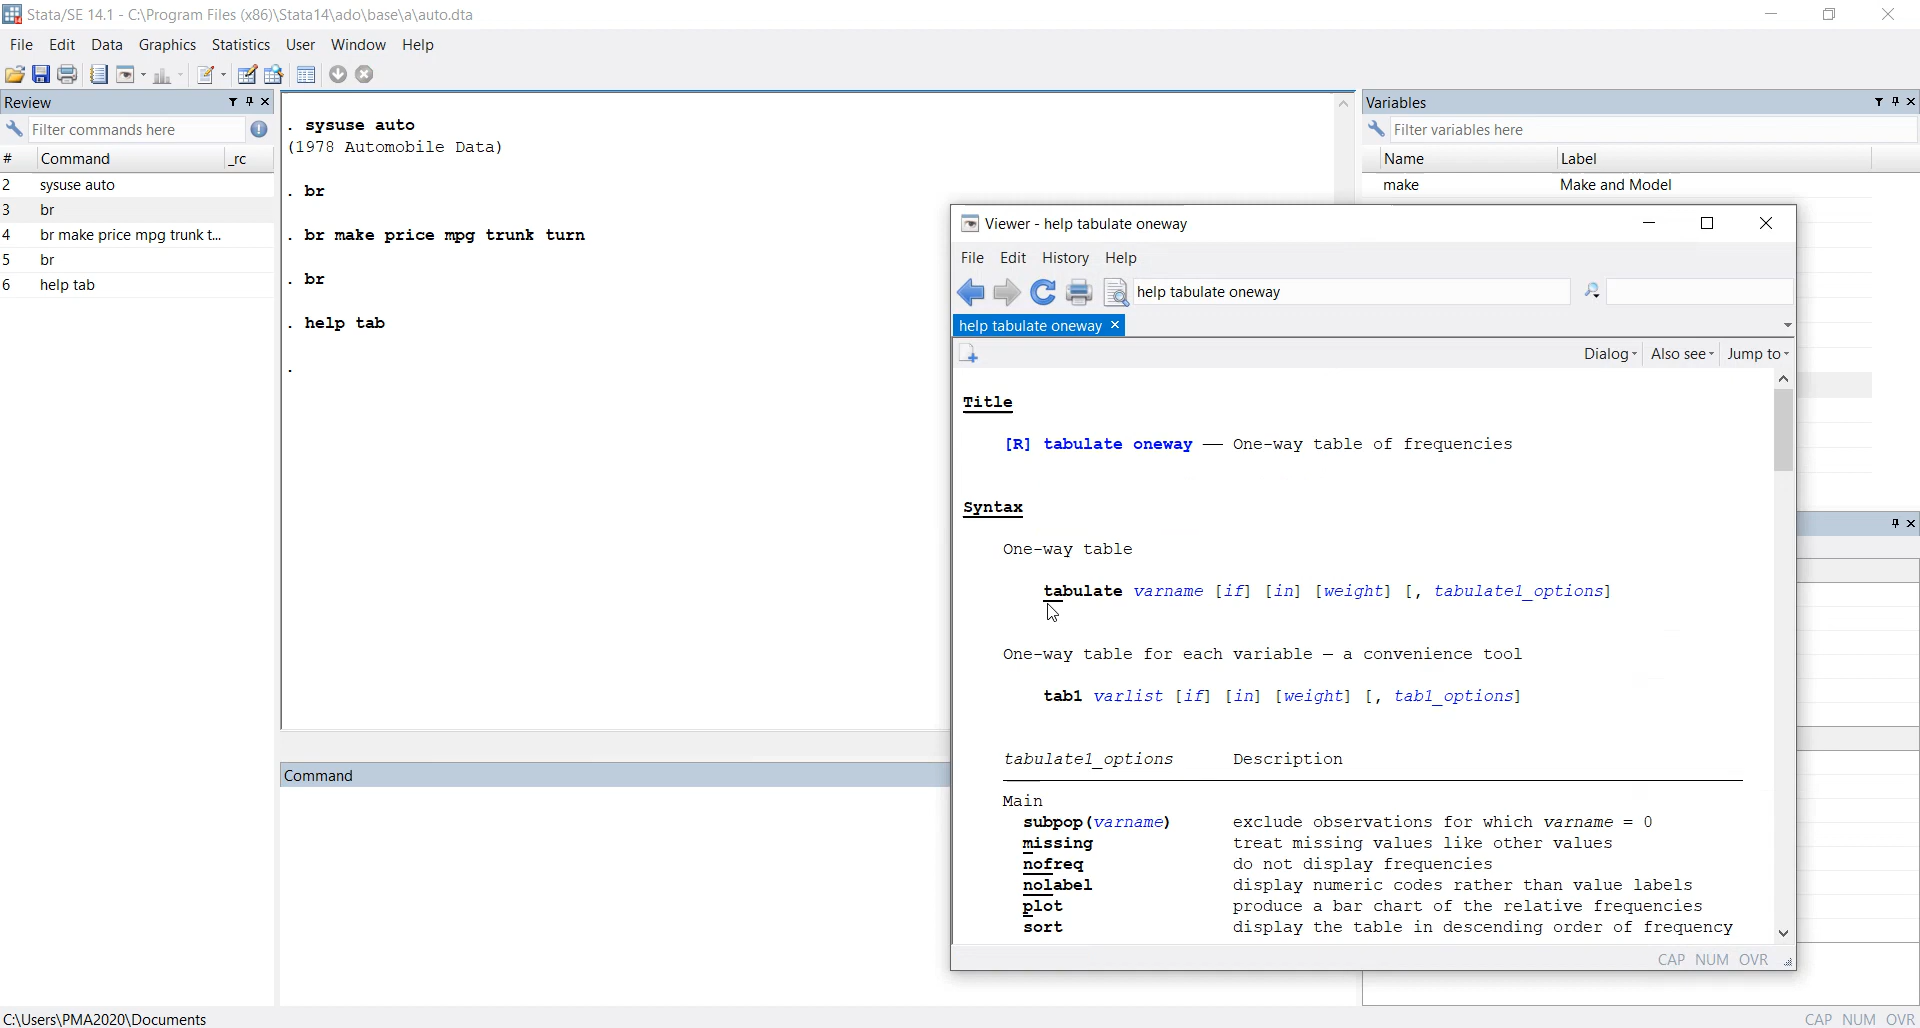 Stata/SE 14.1 - C:\Program Files (x86)\Stata14\ado\base\a\auto.dta
File Edit Data Graphics Statistics User Window Help
Review
Filter commands here
# Command _rc
2 sysuse auto
3 br
4 br make price mpg trunk t...
5 br
6 help tab
. sysuse auto
(1978 Automobile Data)
. br
. br make price mpg trunk turn
. br
. help tab
.
Command
Variables
Filter variables here
Name Label
make Make and Model
Viewer - help tabulate oneway
File Edit History Help
help tabulate oneway
help tabulate oneway
Dialog Also see Jump to
Title
[R] tabulate oneway — One-way table of frequencies
Syntax
One-way table
tabulate varname [if] [in] [weight] [, tabulate1_options]
One-way table for each variable — a convenience tool
tab1 varlist [if] [in] [weight] [, tab1_options]
tabulate1_options Description
Main
subpop(varname) exclude observations for which varname = 0
missing treat missing values like other values
nofreq do not display frequencies
nolabel display numeric codes rather than value labels
plot produce a bar chart of the relative frequencies
sort display the table in descending order of frequency
CAP NUM OVR
C:\Users\PMA2020\Documents
CAP NUM OVR